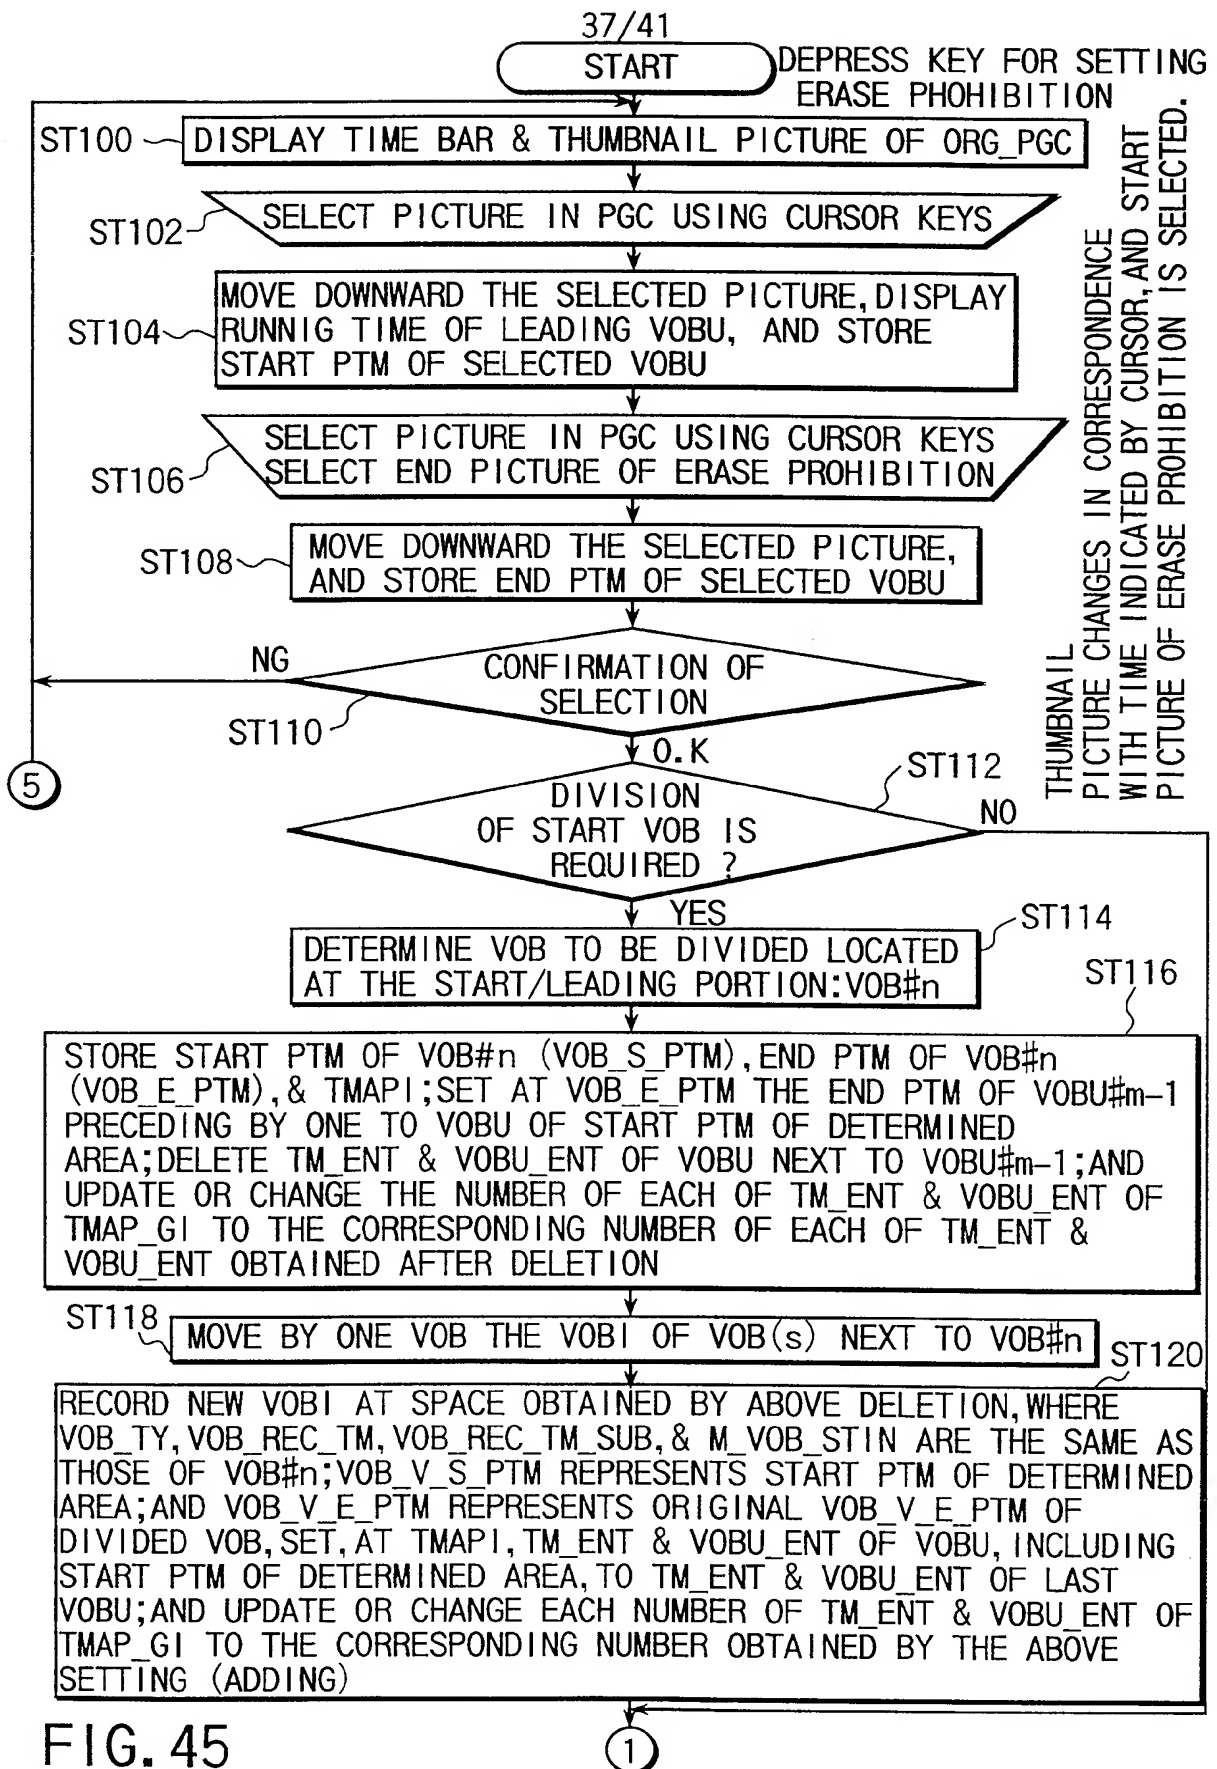 37/41
START
DEPRESS KEY FOR SETTING
ERASE PHOHIBITION
ST100
DISPLAY TIME BAR & THUMBNAIL PICTURE OF ORG_PGC
ST102
SELECT PICTURE IN PGC USING CURSOR KEYS
ST104
MOVE DOWNWARD THE SELECTED PICTURE, DISPLAY
RUNNIG TIME OF LEADING VOBU, AND STORE
START PTM OF SELECTED VOBU
ST106
SELECT PICTURE IN PGC USING CURSOR KEYS
SELECT END PICTURE OF ERASE PROHIBITION
ST108
MOVE DOWNWARD THE SELECTED PICTURE,
AND STORE END PTM OF SELECTED VOBU
THUMBNAIL
PICTURE CHANGES IN CORRESPONDENCE
WITH TIME INDICATED BY CURSOR, AND START
PICTURE OF ERASE PROHIBITION IS SELECTED.
NG
CONFIRMATION OF
SELECTION
ST110
O.K
5
ST112
DIVISION
OF START VOB IS
REQUIRED ?
NO
YES
ST114
DETERMINE VOB TO BE DIVIDED LOCATED
AT THE START/LEADING PORTION:VOB#n
ST116
STORE START PTM OF VOB#n (VOB_S_PTM), END PTM OF VOB#n
(VOB_E_PTM), & TMAPI; SET AT VOB_E_PTM THE END PTM OF VOBU#m-1
PRECEDING BY ONE TO VOBU OF START PTM OF DETERMINED
AREA; DELETE TM_ENT & VOBU_ENT OF VOBU NEXT TO VOBU#m-1; AND
UPDATE OR CHANGE THE NUMBER OF EACH OF TM_ENT & VOBU_ENT OF
TMAP_GI TO THE CORRESPONDING NUMBER OF EACH OF TM_ENT &
VOBU_ENT OBTAINED AFTER DELETION
ST118
MOVE BY ONE VOB THE VOBI OF VOB(s) NEXT TO VOB#n
ST120
RECORD NEW VOBI AT SPACE OBTAINED BY ABOVE DELETION, WHERE
VOB_TY, VOB_REC_TM, VOB_REC_TM_SUB, & M_VOB_STIN ARE THE SAME AS
THOSE OF VOB#n; VOB_V_S_PTM REPRESENTS START PTM OF DETERMINED
AREA; AND VOB_V_E_PTM REPRESENTS ORIGINAL VOB_V_E_PTM OF
DIVIDED VOB, SET, AT TMAPI, TM_ENT & VOBU_ENT OF VOBU, INCLUDING
START PTM OF DETERMINED AREA, TO TM_ENT & VOBU_ENT OF LAST
VOBU; AND UPDATE OR CHANGE EACH NUMBER OF TM_ENT & VOBU_ENT OF
TMAP_GI TO THE CORRESPONDING NUMBER OBTAINED BY THE ABOVE
SETTING (ADDING)
1
FIG. 45